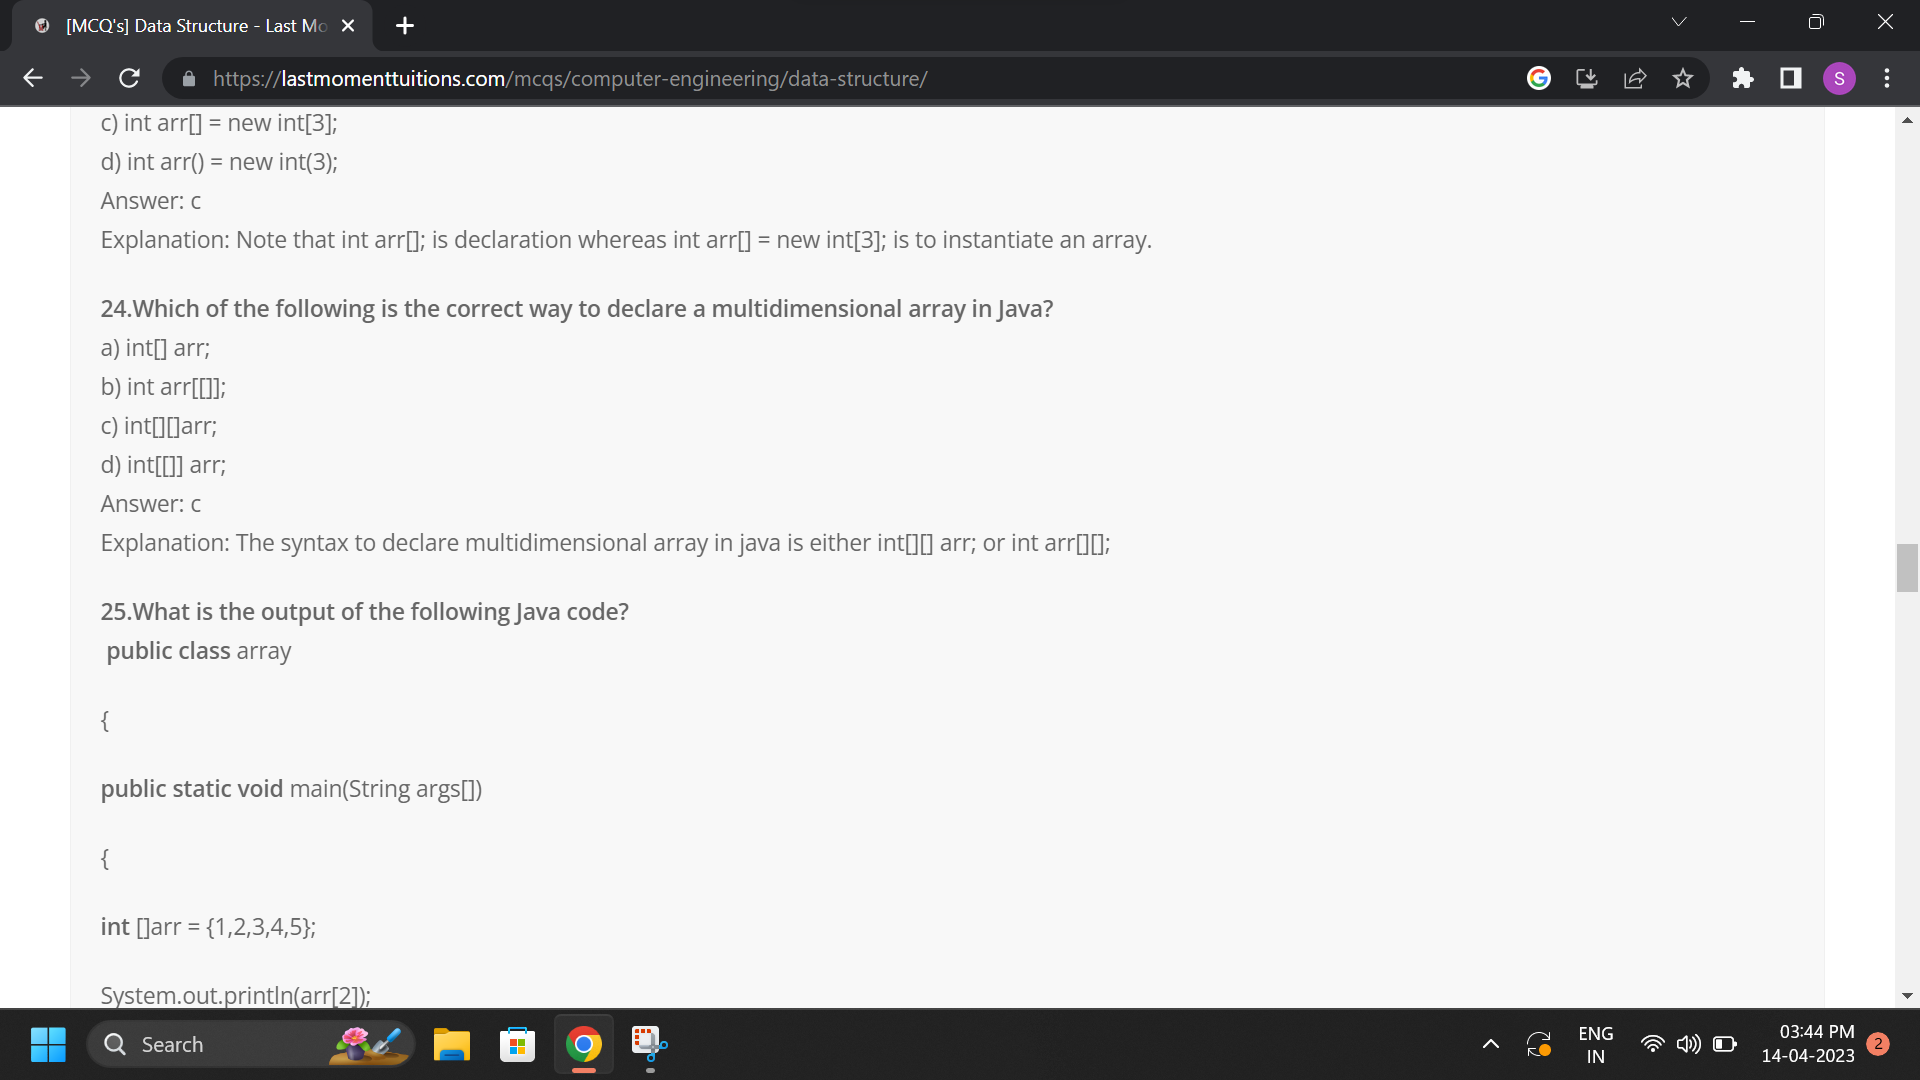 [MCQ's] Data Structure - Last Mo
https://lastmomenttuitions.com/mcqs/computer-engineering/data-structure/
S
c) int arr[] = new int[3];
d) int arr() = new int(3);
Answer: c
Explanation: Note that int arr[]; is declaration whereas int arr[] = new int[3]; is to instantiate an array.
24.Which of the following is the correct way to declare a multidimensional array in Java?
a) int[] arr;
b) int arr[[]];
c) int[][]arr;
d) int[[]] arr;
Answer: c
Explanation: The syntax to declare multidimensional array in java is either int[][] arr; or int arr[][];
25.What is the output of the following Java code?
public class array
{
public static void main(String args[])
{
int []arr = {1,2,3,4,5};
System.out.println(arr[2]);
Search
ENG
IN
03:44 PM
14-04-2023
2